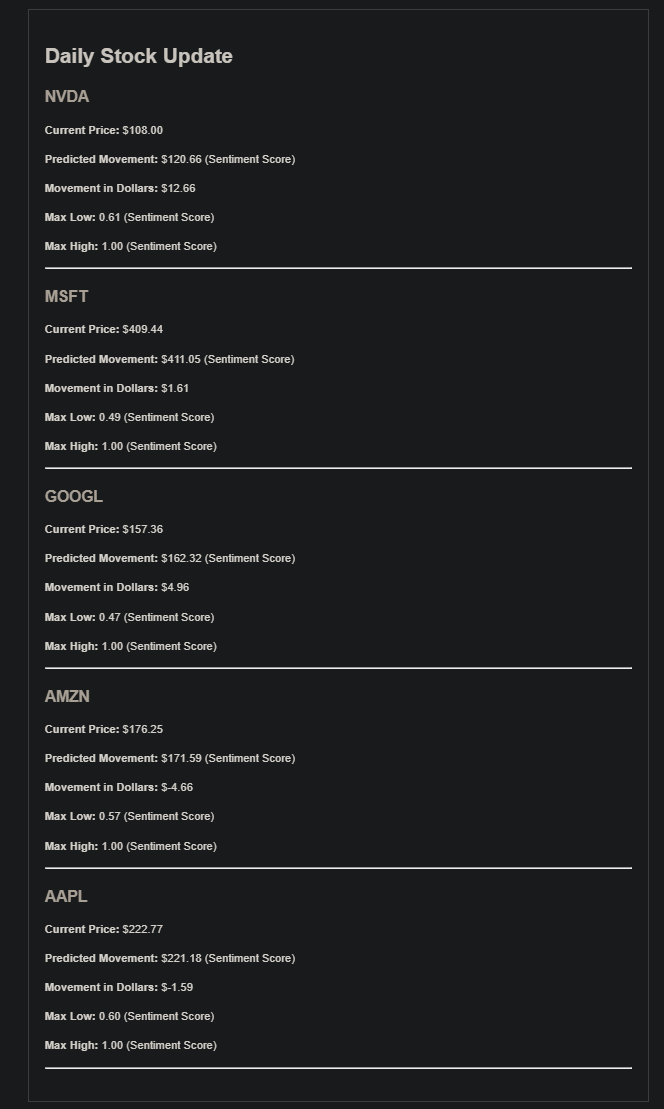 Daily Stock Update
NVDA
Current Price: $108.00
Predicted Movement: $120.66 (Sentiment Score)
Movement in Dollars: $12.66
Max Low: 0.61 (Sentiment Score)
Max High: 1.00 (Sentiment Score)
MSFT
Current Price: $409.44
Predicted Movement: $411.05 (Sentiment Score)
Movement in Dollars: $1.61
Max Low: 0.49 (Sentiment Score)
Max High: 1.00 (Sentiment Score)
GOOGL
Current Price: $157.36
Predicted Movement: $162.32 (Sentiment Score)
Movement in Dollars: $4.96
Max Low: 0.47 (Sentiment Score)
Max High: 1.00 (Sentiment Score)
AMZN
Current Price: $176.25
Predicted Movement: $171.59 (Sentiment Score)
Movement in Dollars: $-4.66
Max Low: 0.57 (Sentiment Score)
Max High: 1.00 (Sentiment Score)
AAPL
Current Price: $222.77
Predicted Movement: $221.18 (Sentiment Score)
Movement in Dollars: $-1.59
Max Low: 0.60 (Sentiment Score)
Max High: 1.00 (Sentiment Score)